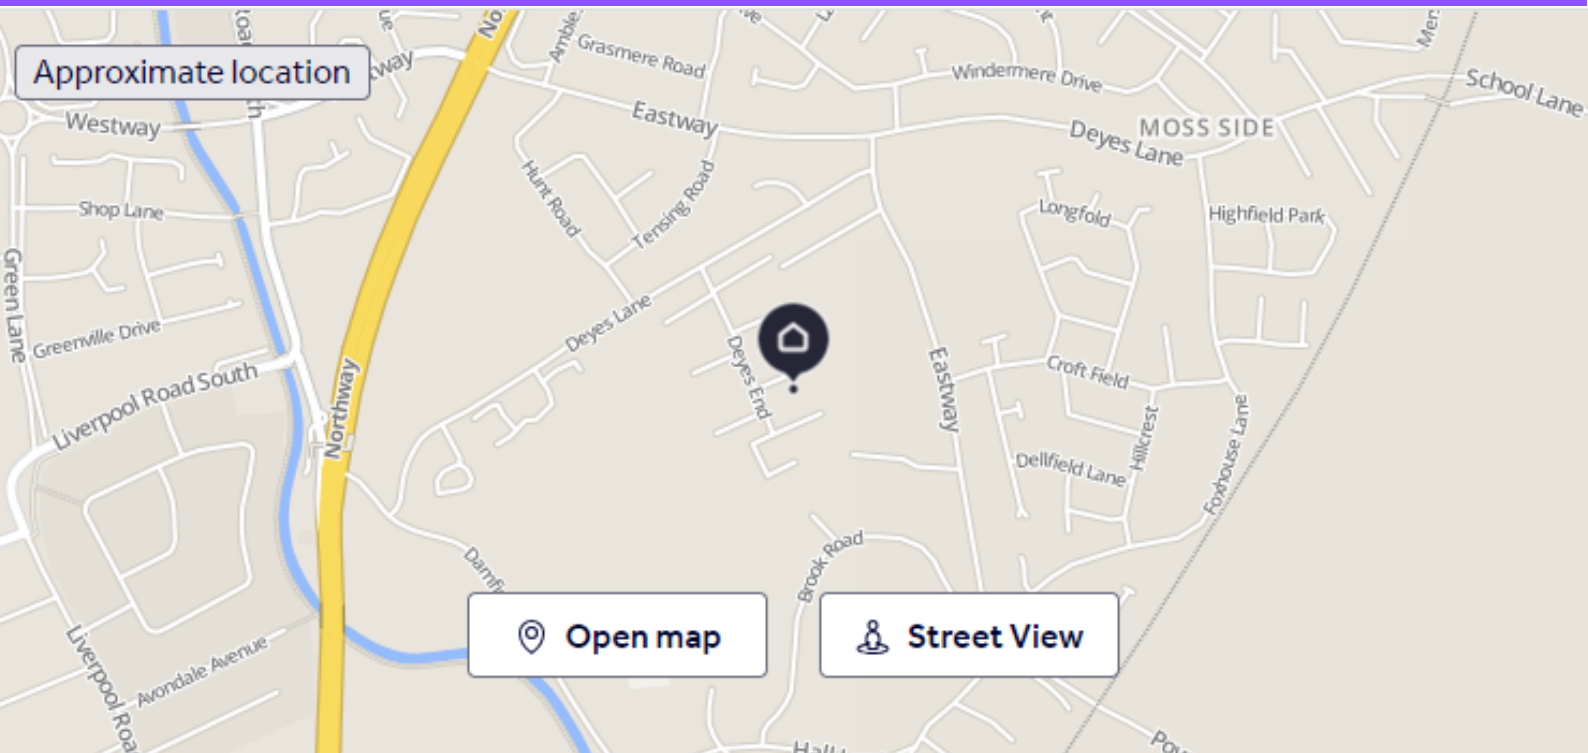 Approximate location
Westway
Shop Lane
Green Lane
Greenville Drive
Liverpool Road South
Northway
Avondale Avenue
Grasmere Road
Eastway
Hunt Road
Tensing Road
Deyes Lane
Deyes End
Windermere Drive
MOSS SIDE
Deyes Lane
School Lane
Longfold
Highfield Park
Eastway
Croft Field
Hillcrest
Dellfield Lane
Foxhouse Lane
Brook Road
Open map
Street View